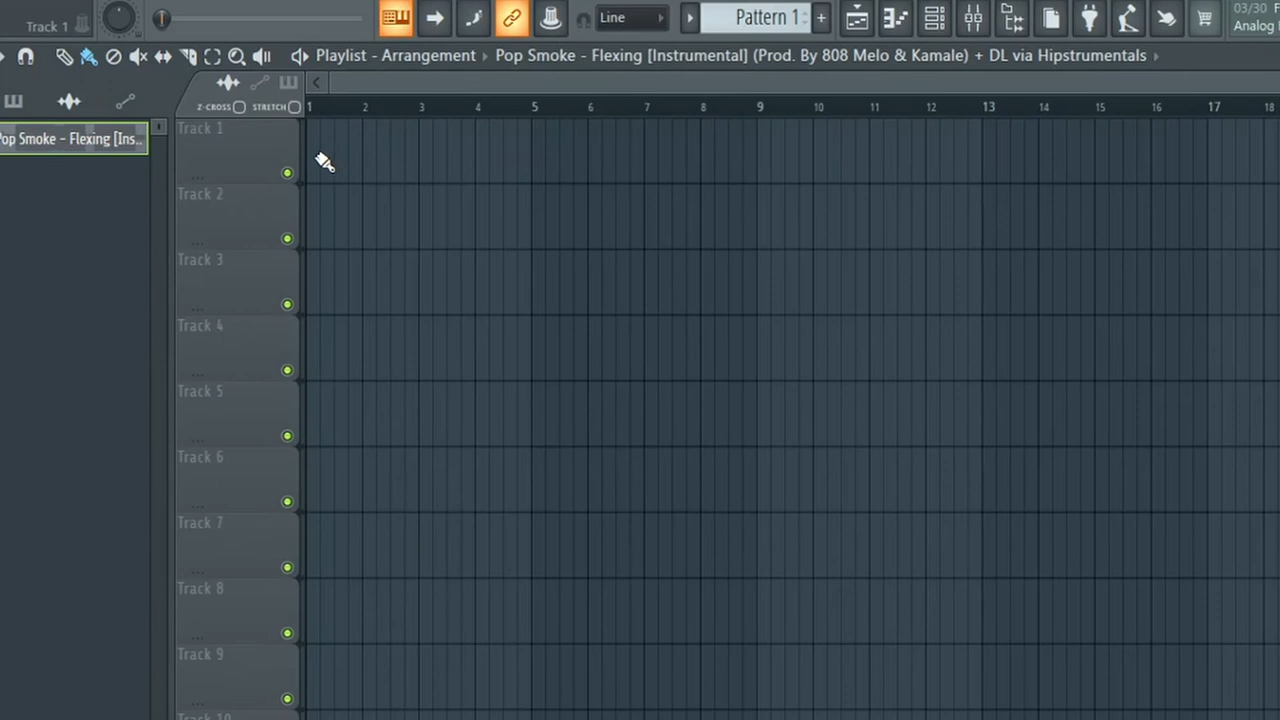 Track 1
Line
Pattern 1
+
03/30
Analog
Playlist - Arrangement
Pop Smoke - Flexing [Instrumental] (Prod. By 808 Melo & Kamale) + DL via Hipstrumentals
Z-CROSS
STRETCH
1 2 3 4 5 6 7 8 9 10 11 12 13 14 15 16 17 18
Pop Smoke - Flexing [Ins..
Track 1
Track 2
Track 3
Track 4
Track 5
Track 6
Track 7
Track 8
Track 9
Track 10